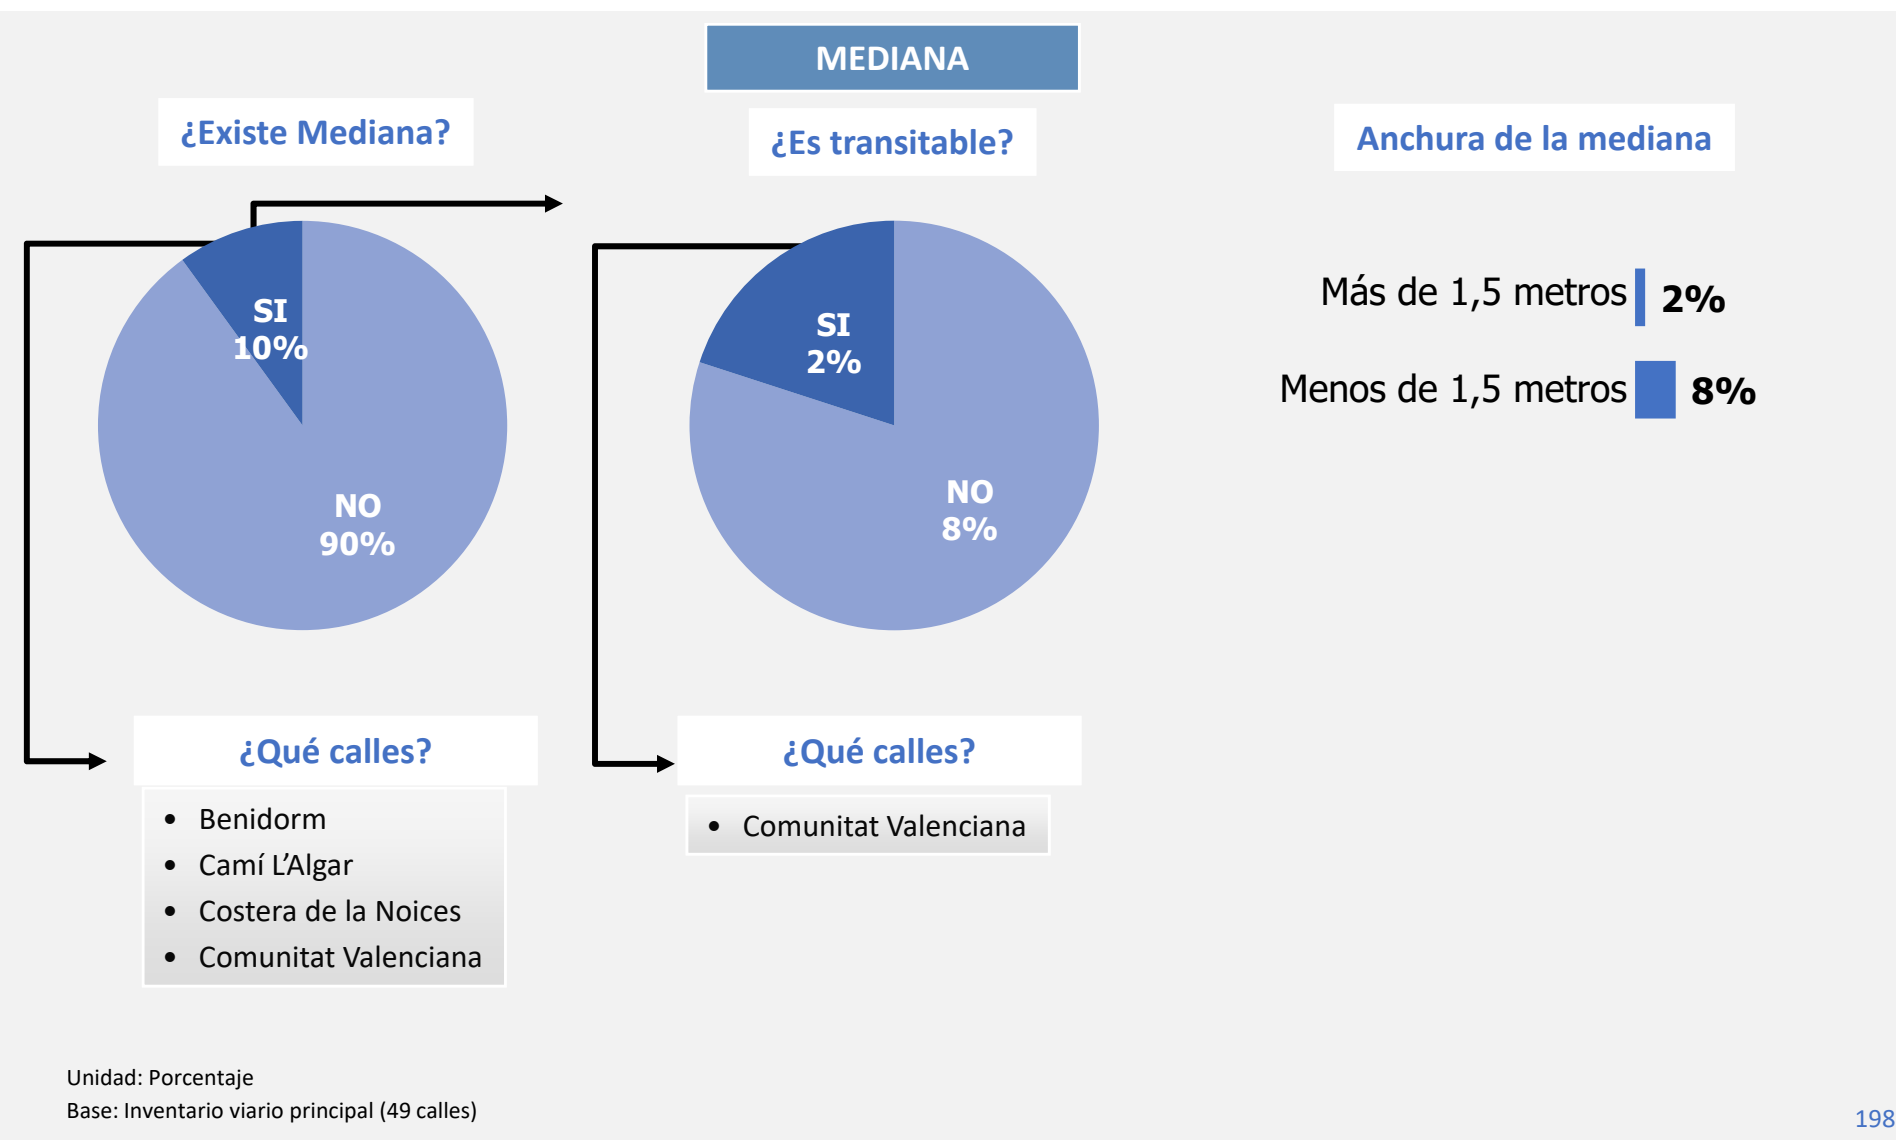 MEDIANA
¿Existe Mediana?
SI
10%
NO
90%
¿Qué calles?
• Benidorm
• Camí L’Algar
• Costera de la Noices
• Comunitat Valenciana
¿Es transitable?
SI
2%
NO
8%
¿Qué calles?
• Comunitat Valenciana
Anchura de la mediana
Más de 1,5 metros 2%
Menos de 1,5 metros 8%
Unidad: Porcentaje
Base: Inventario viario principal (49 calles)
198